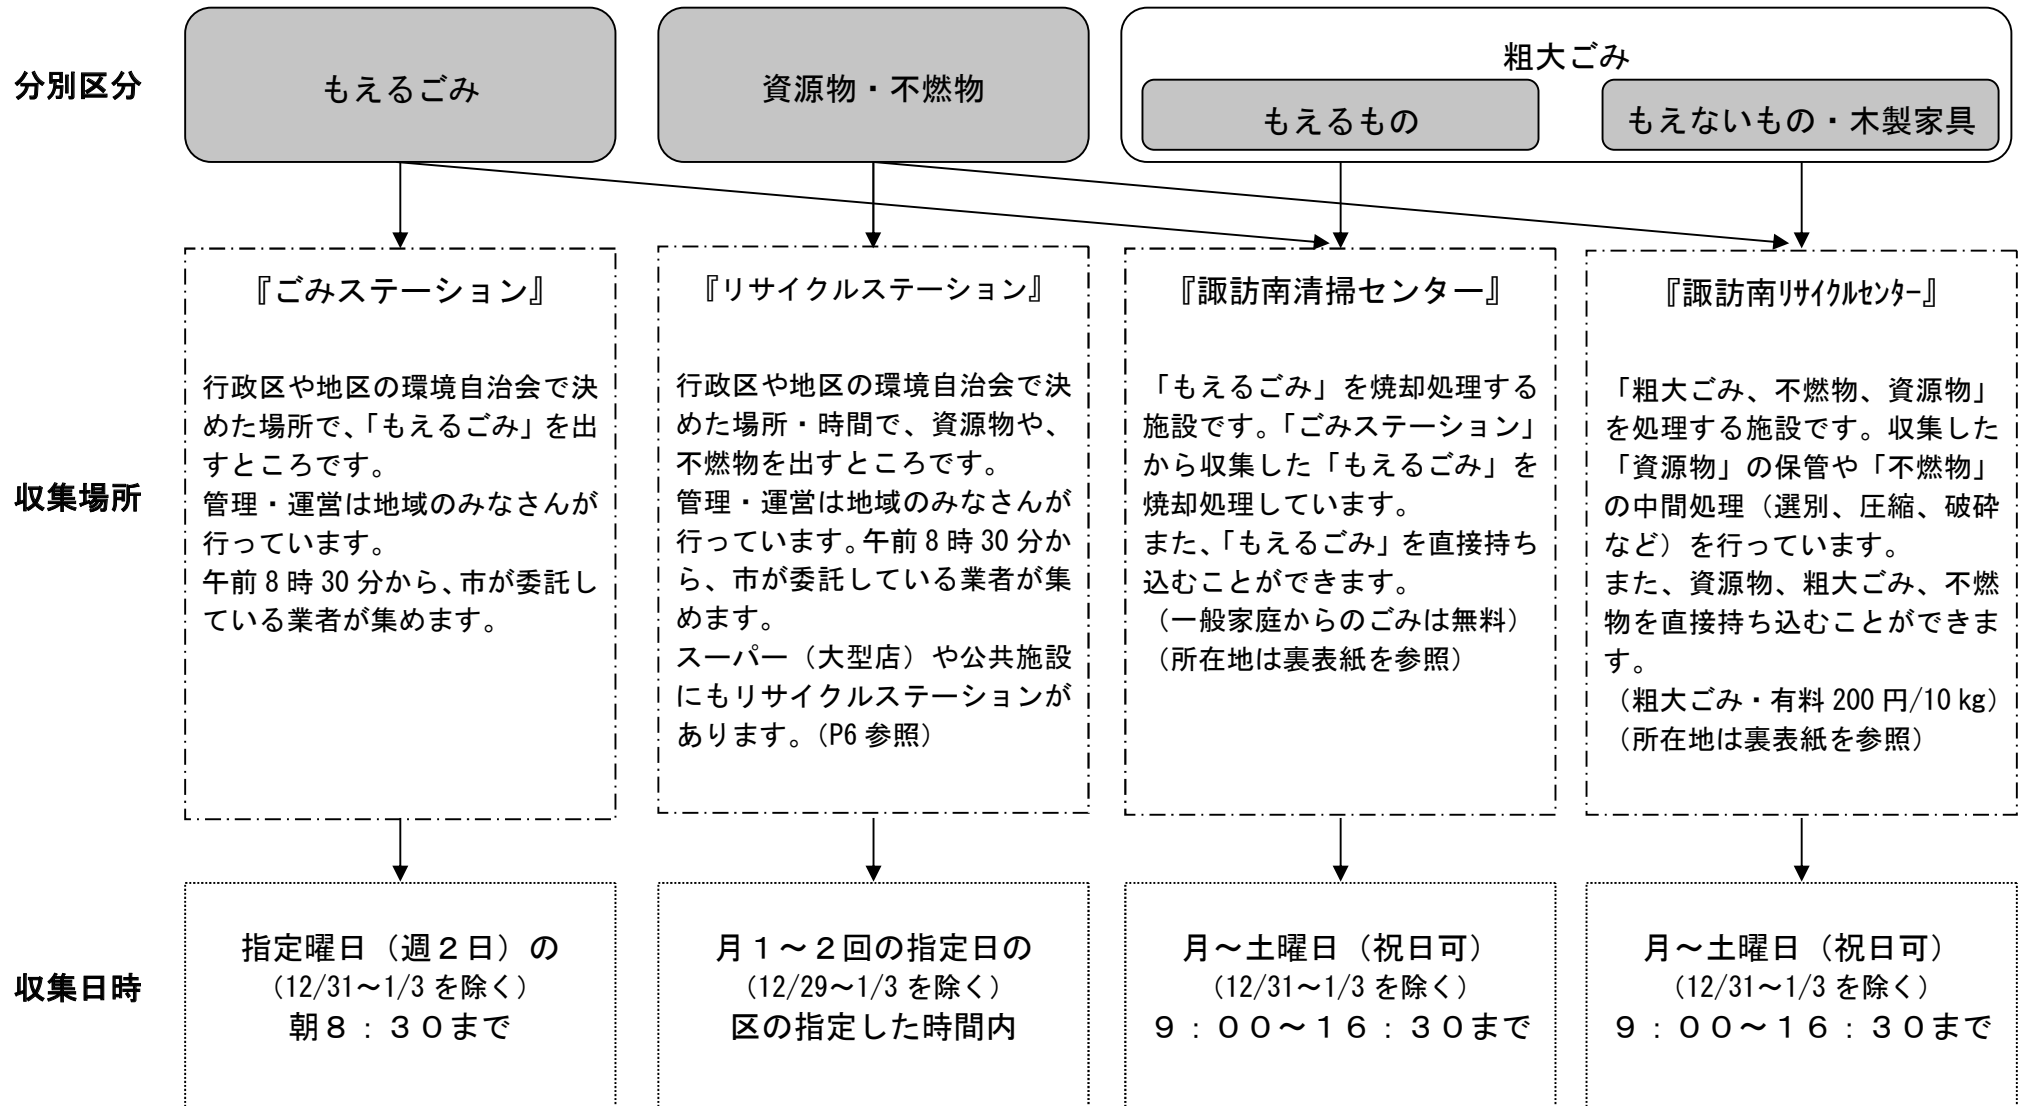 分別区分
もえるごみ
資源物・不燃物
粗大ごみ
もえるもの
もえないもの・木製家具
収集場所
『ごみステーション』
行政区や地区の環境自治会で決
めた場所で、「もえるごみ」を出
すところです。
管理・運営は地域のみなさんが
行っています。
午前8時30分から、市が委託し
ている業者が集めます。
『リサイクルステーション』
行政区や地区の環境自治会で決
めた場所・時間で、資源物や、
不燃物を出すところです。
管理・運営は地域のみなさんが
行っています。午前8時30分か
ら、市が委託している業者が集
めます。
スーパー（大型店）や公共施設
にもリサイクルステーションが
あります。（P6参照）
『諏訪南清掃センター』
「もえるごみ」を焼却処理する
施設です。「ごみステーション」
から収集した「もえるごみ」を
焼却処理しています。
また、「もえるごみ」を直接持ち
込むことができます。
（一般家庭からのごみは無料）
（所在地は裏表紙を参照）
『諏訪南ﾘｻｲｸﾙｾﾝﾀｰ』
「粗大ごみ、不燃物、資源物」
を処理する施設です。収集した
「資源物」の保管や「不燃物」
の中間処理（選別、圧縮、破砕
など）を行っています。
また、資源物、粗大ごみ、不燃
物を直接持ち込むことができま
す。
（粗大ごみ・有料200円/10㎏）
（所在地は裏表紙を参照）
収集日時
指定曜日（週２日）の
（12/31～1/3を除く）
朝８：３０まで
月１～２回の指定日の
（12/29～1/3を除く）
区の指定した時間内
月～土曜日（祝日可）
（12/31～1/3を除く）
９：００～１６：３０まで
月～土曜日（祝日可）
（12/31～1/3を除く）
９：００～１６：３０まで